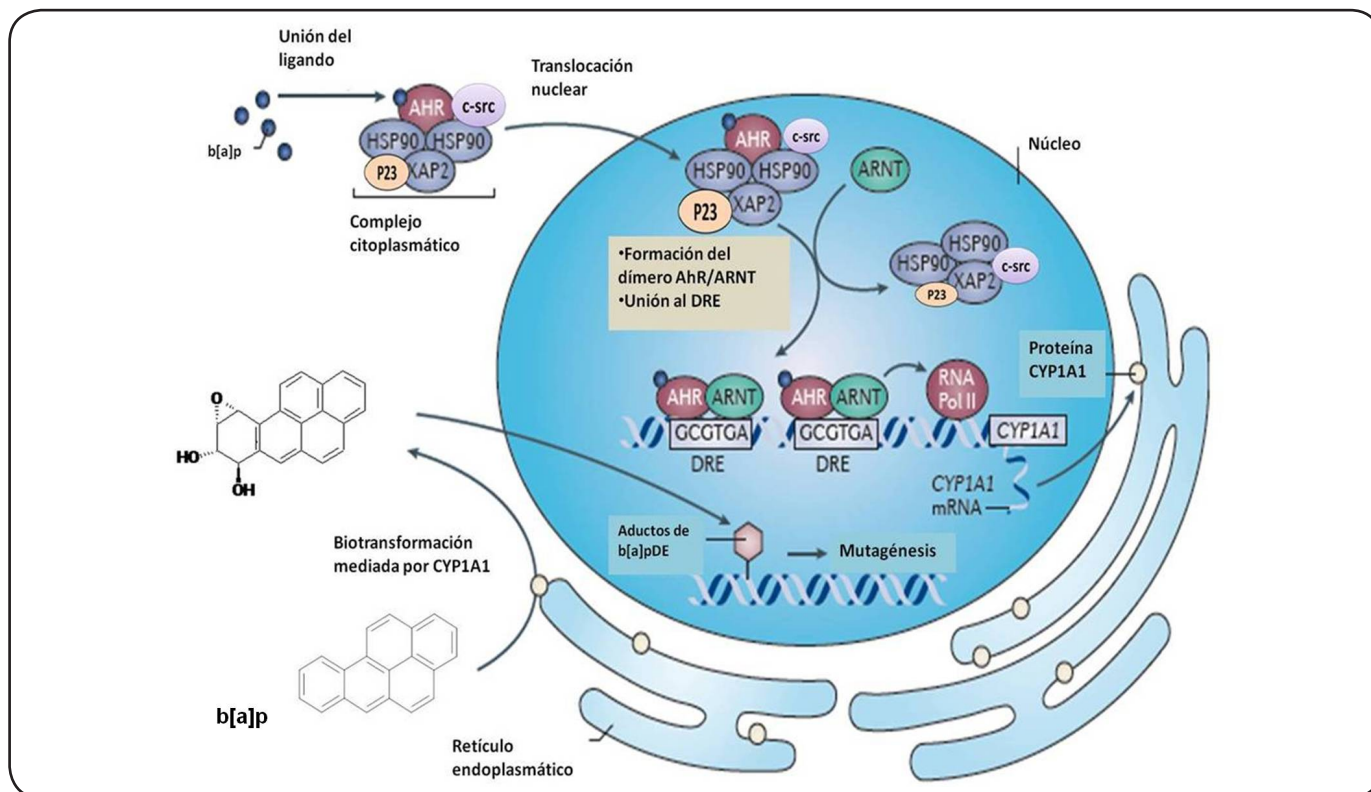 Unión del
ligando
b[a]p
AHR
c-src
HSP90
HSP90
P23
XAP2
Complejo
citoplasmático
Translocación
nuclear
AHR
c-src
HSP90
HSP90
XAP2
P23
ARNT
Núcleo
•Formación del
dímero AhR/ARNT
•Unión al DRE
HSP90
HSP90
c-src
XAP2
P23
AHR
ARNT
GCGTGA
DRE
AHR
ARNT
GCGTGA
DRE
RNA
Pol II
CYP1A1
CYP1A1
mRNA
Proteína
CYP1A1
O
HO
OH
Aductos de
b[a]pDE
Mutagénesis
Biotransformación
mediada por CYP1A1
b[a]p
Retículo
endoplasmático